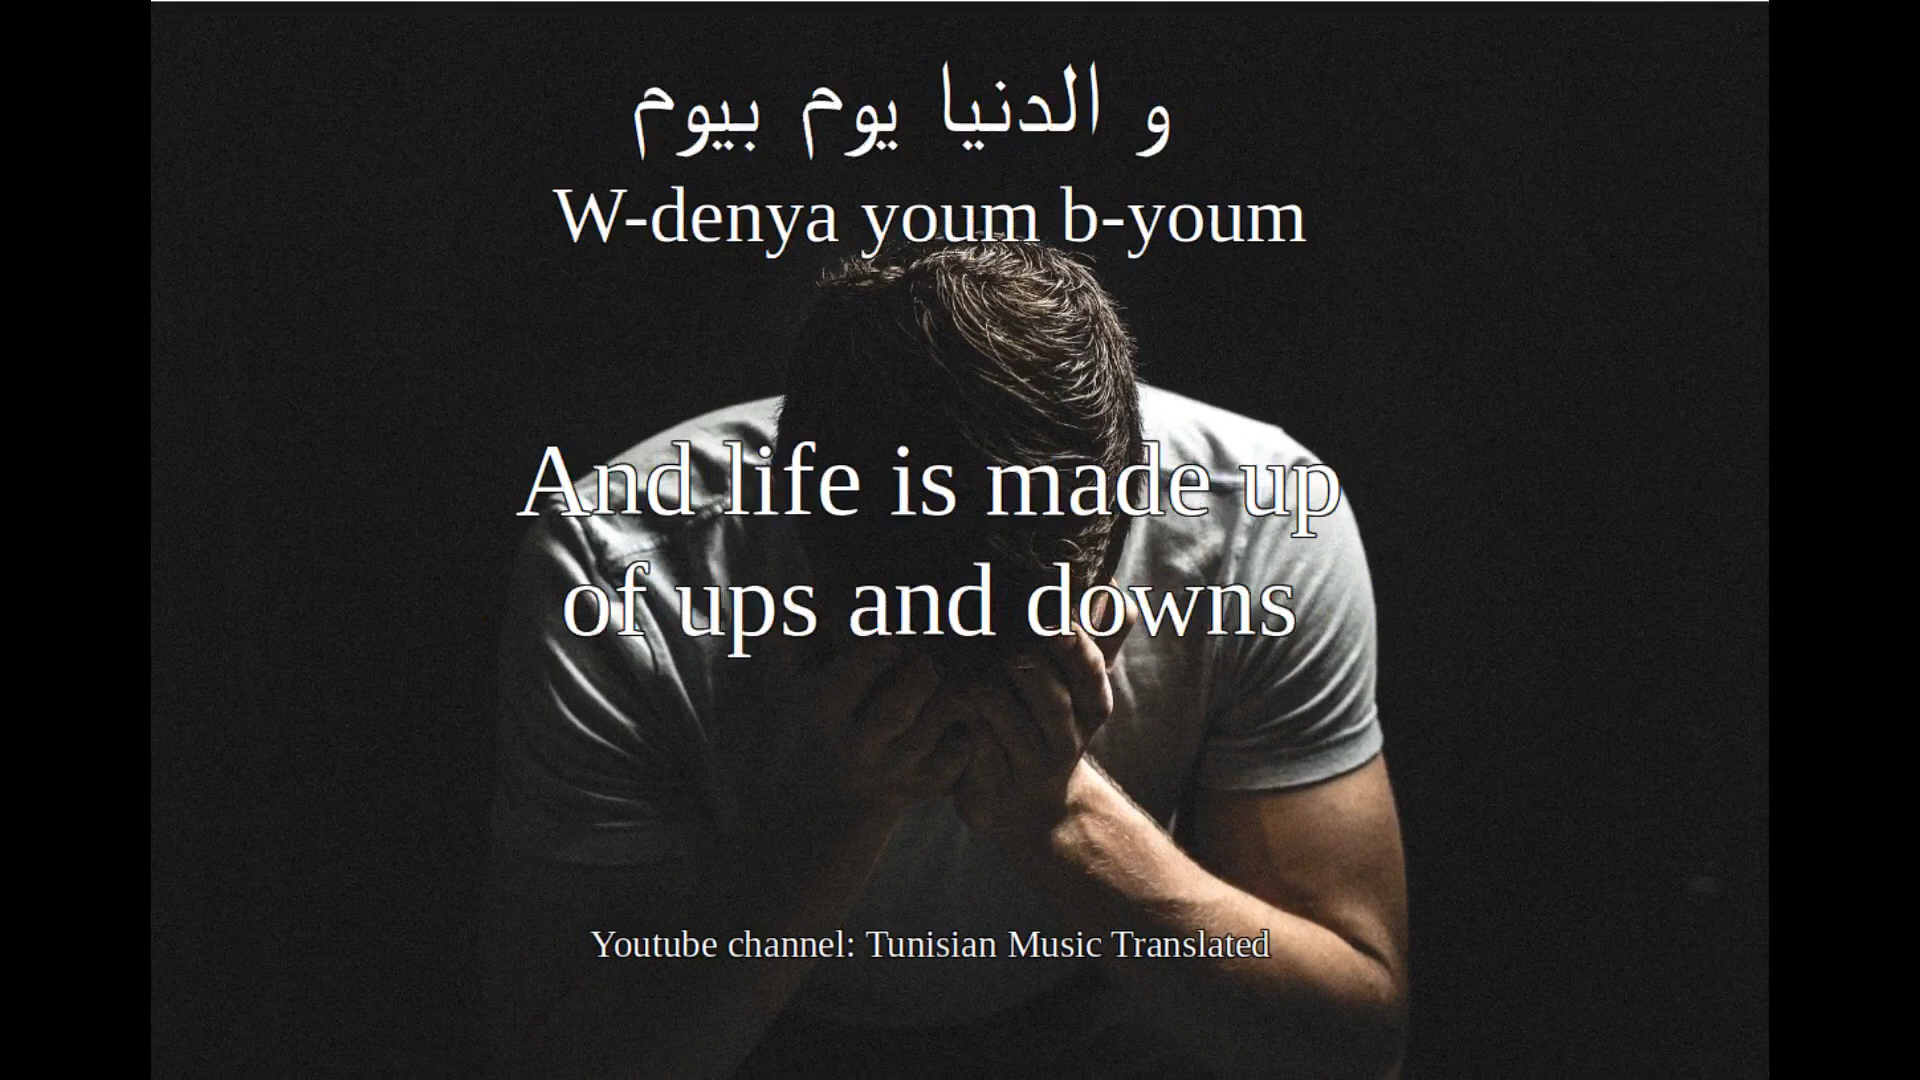 و الدنيا يوم بيوم
W-denya youm b-youm
And life is made up
of ups and downs
Youtube channel: Tunisian Music Translated